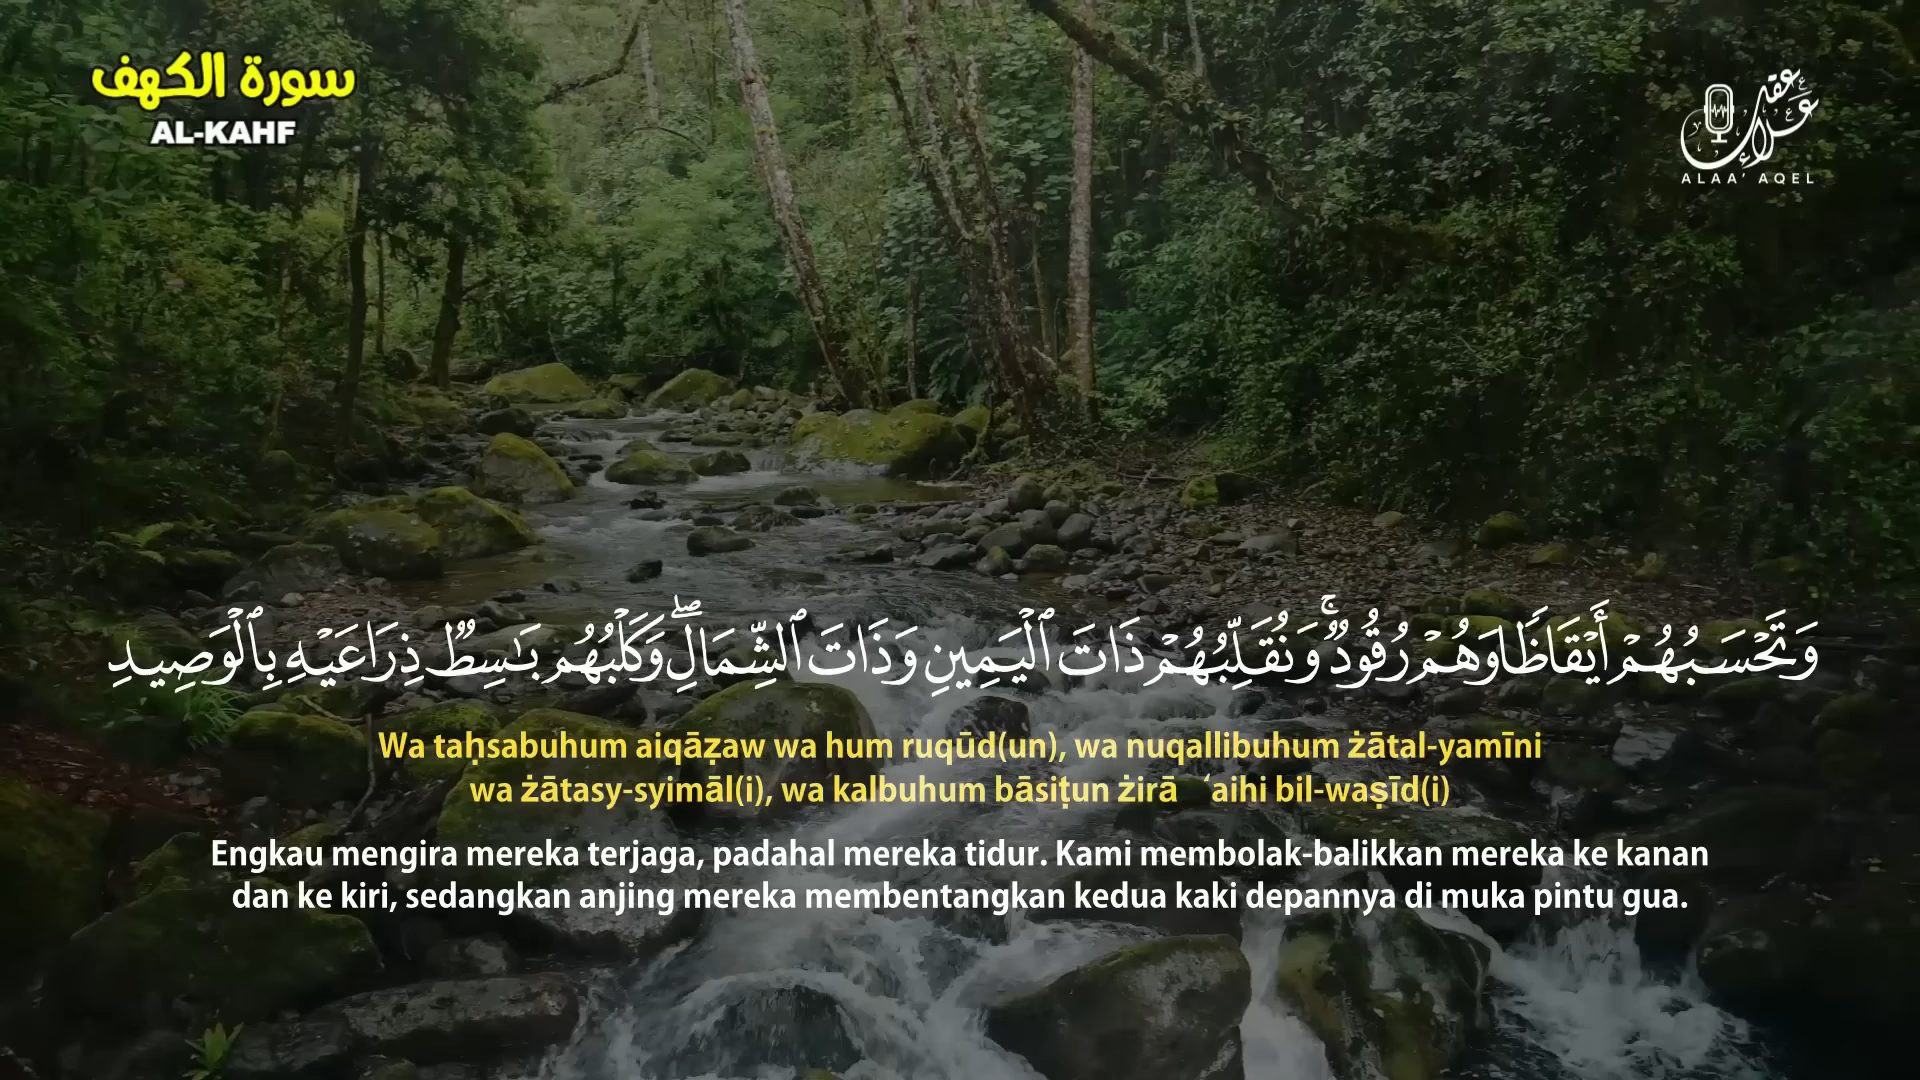 سورة الكهف
AL-KAHF
علاء عقل
ALAA' AQEL
وَتَحْسَبُهُمْ أَيْقَاظًا وَهُمْ رُقُودٌ ۚ وَنُقَلِّبُهُمْ ذَاتَ ٱلْيَمِينِ وَذَاتَ ٱلشِّمَالِ ۖ وَكَلْبُهُم بَـٰسِطٌ ذِرَاعَيْهِ بِٱلْوَصِيدِ
Wa taḥsabuhum aiqāẓaw wa hum ruqūd(un), wa nuqallibuhum żātal-yamīni
wa żātasy-syimāl(i), wa kalbuhum bāsiṭun żirā ‘aihi bil-waṣīd(i)
Engkau mengira mereka terjaga, padahal mereka tidur. Kami membolak-balikkan mereka ke kanan
dan ke kiri, sedangkan anjing mereka membentangkan kedua kaki depannya di muka pintu gua.